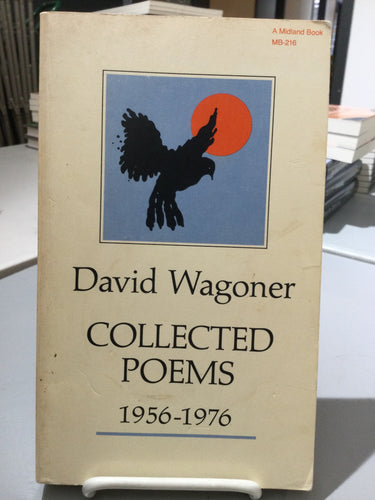 A Midland Book
MB-216
David Wagoner
COLLECTED
POEMS
1956-1976